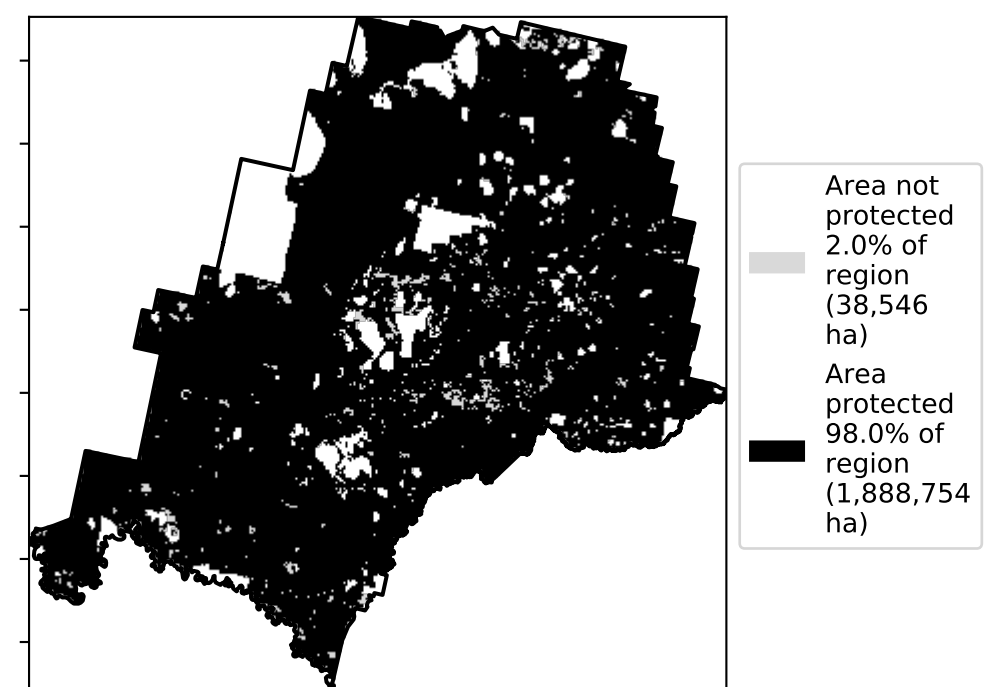 Area not
protected
2.0% of
region
(38,546
ha)
Area
protected
98.0% of
region
(1,888,754
ha)